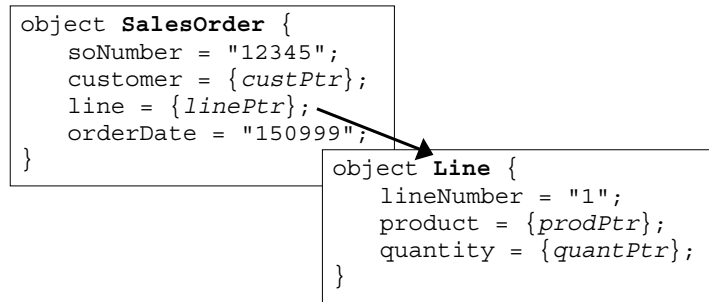 object SalesOrder {
soNumber = "12345";
customer = {custPtr};
line = {linePtr};
orderDate = "150999";
}
object Line {
lineNumber = "1";
product = {prodPtr};
quantity = {quantPtr};
}